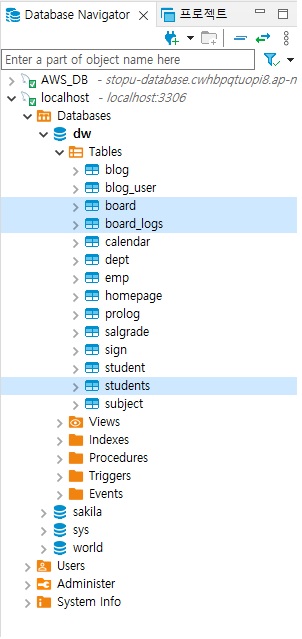 Database Navigator 프로젝트
Enter a part of object name here
AWS_DB - stopu-database.cwhbpqtuopi8.ap-n
localhost - localhost:3306
Databases
dw
Tables
blog
blog_user
board
board_logs
calendar
dept
emp
homepage
prolog
salgrade
sign
student
students
subject
Views
Indexes
Procedures
Triggers
Events
sakila
sys
world
Users
Administer
System Info